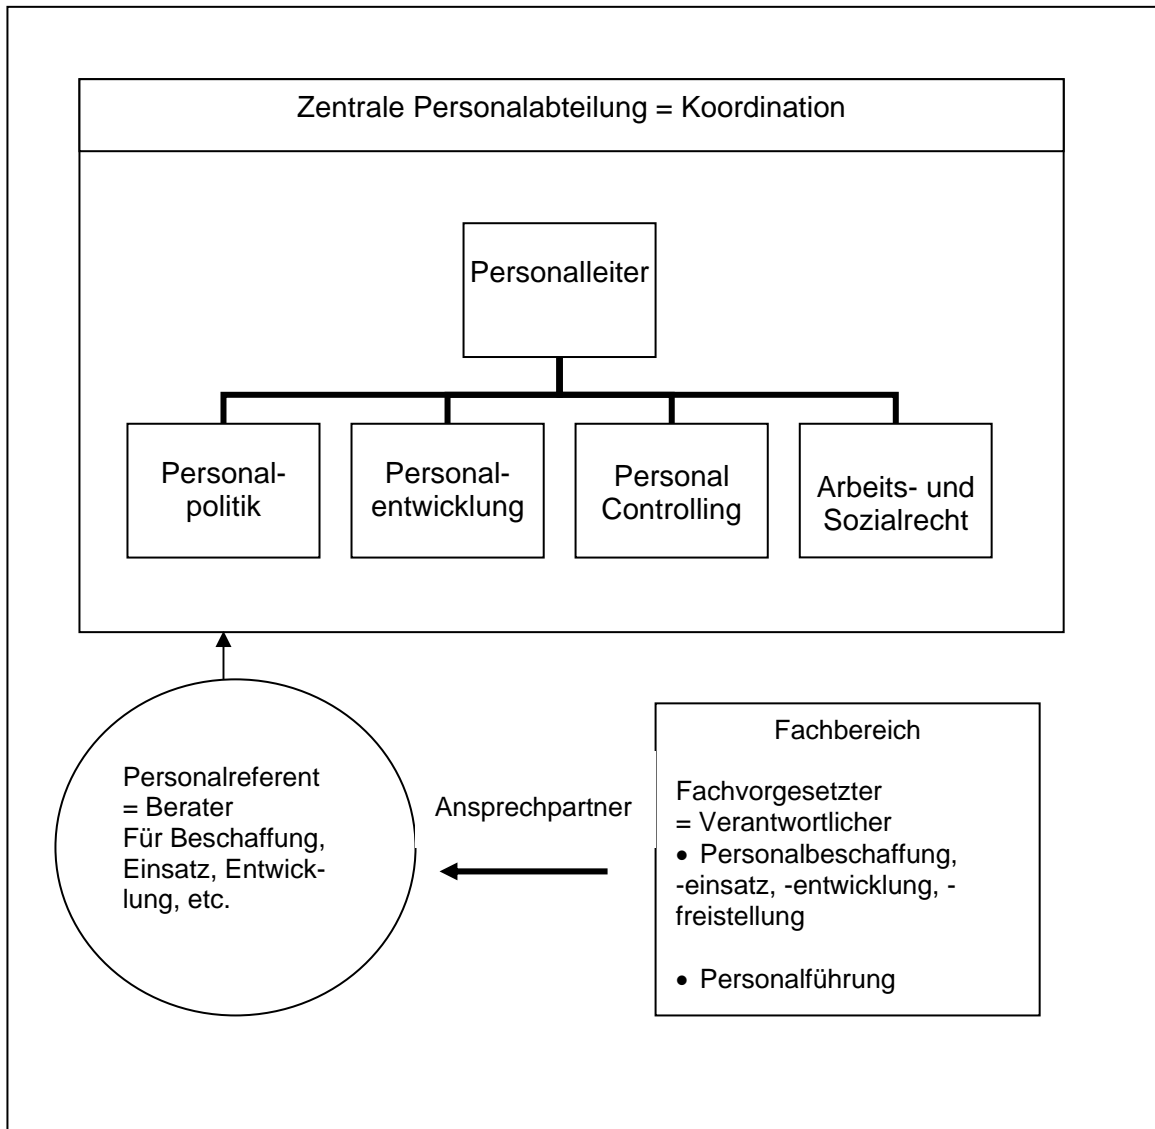 Zentrale Personalabteilung = Koordination
Personalleiter
Personal-
politik
Personal-
entwicklung
Personal
Controlling
Arbeits- und
Sozialrecht
Personalreferent
= Berater
Für Beschaffung,
Einsatz, Entwick-
lung, etc.
Ansprechpartner
Fachbereich
Fachvorgesetzter
= Verantwortlicher
• Personalbeschaffung,
-einsatz, -entwicklung, -
freistellung
• Personalführung